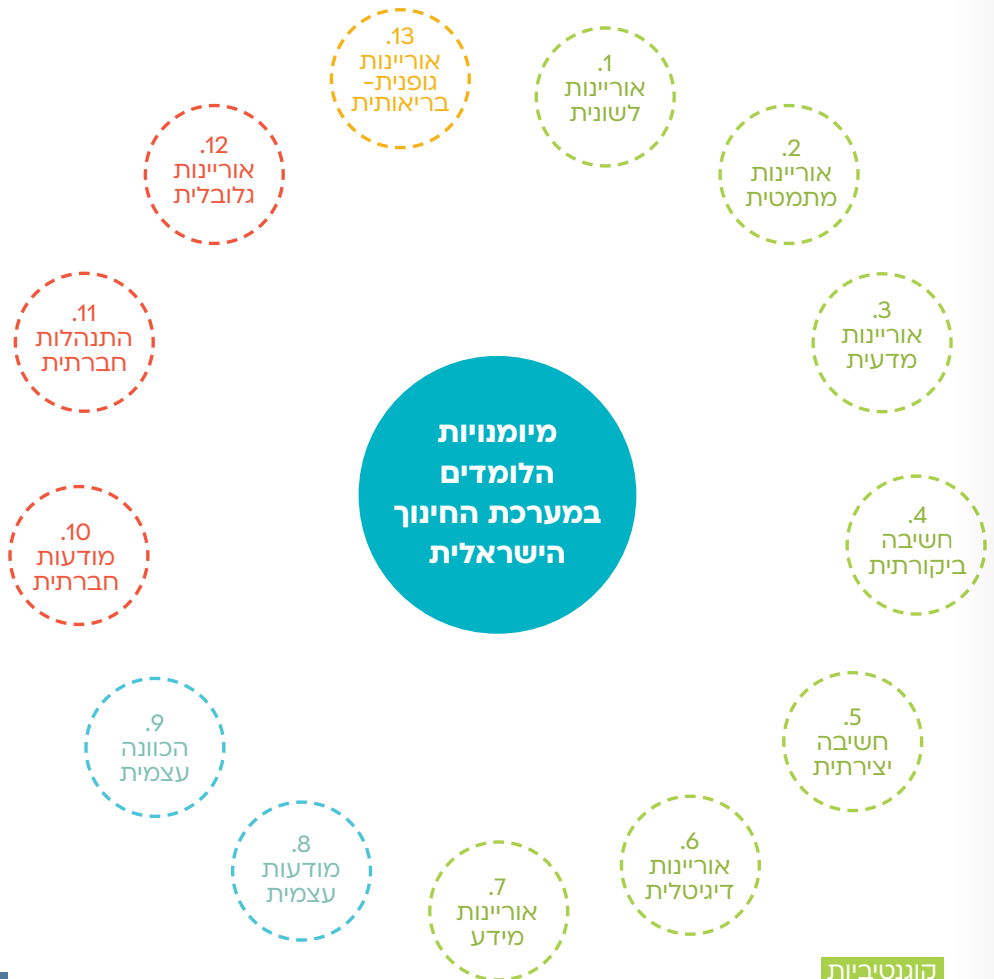 מיומנויות
הלומדים
במערכת החינוך
הישראלית
1.
אוריינות
לשונית
2.
אוריינות
מתמטית
3.
אוריינות
מדעית
4.
חשיבה
ביקורתית
5.
חשיבה
יצירתית
6.
אוריינות
דיגיטלית
7.
אוריינות
מידע
8.
מודעות
עצמית
9.
הכוונה
עצמית
10.
מודעות
חברתית
11.
התנהלות
חברתית
12.
אוריינות
גלובלית
13.
אוריינות
גופנית-
בריאותית
קוגנטיביות